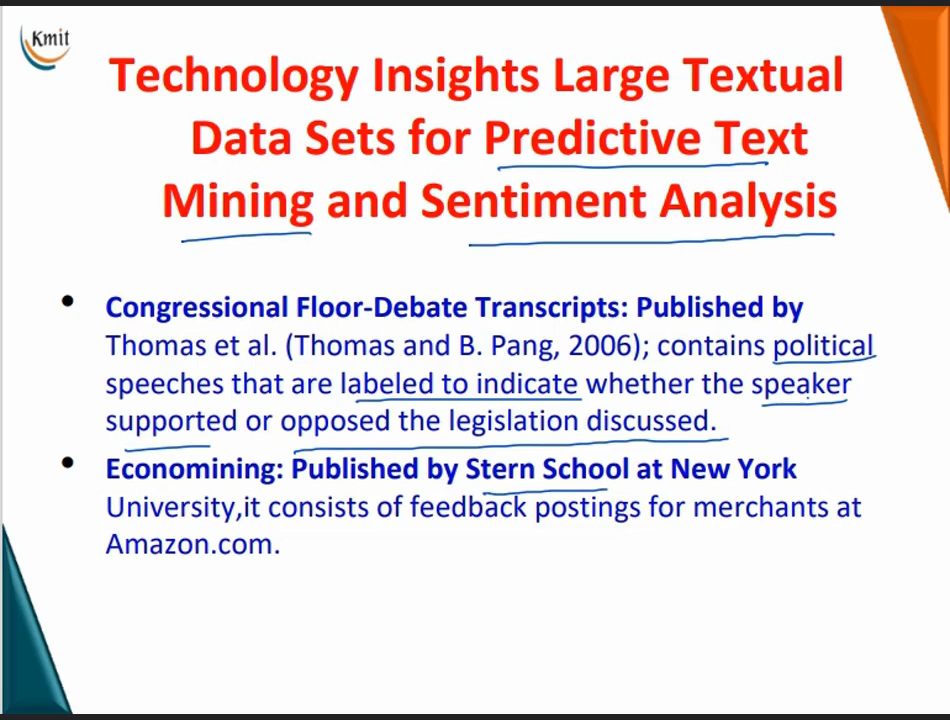 Kmit
Technology Insights Large Textual
Data Sets for Predictive Text
Mining and Sentiment Analysis
• Congressional Floor-Debate Transcripts: Published by
Thomas et al. (Thomas and B. Pang, 2006); contains political
speeches that are labeled to indicate whether the speaker
supported or opposed the legislation discussed.
• Economining: Published by Stern School at New York
University,it consists of feedback postings for merchants at
Amazon.com.